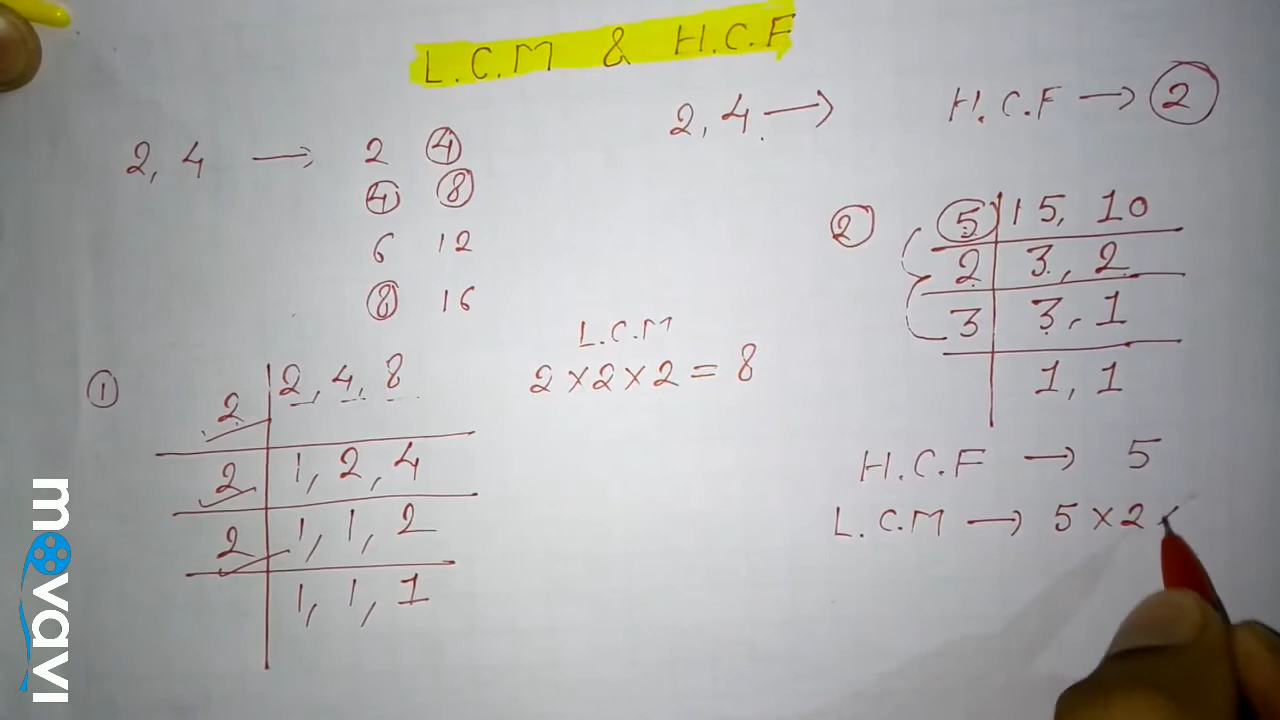 L.C.M & H.C.F
2, 4 → 2 4
4 8
6 12
8 16
2, 4 → H.C.F → 2
① 2 2, 4, 8
2 1, 2, 4
2 1, 1, 2
1, 1, 1
L.C.M
2 × 2 × 2 = 8
② 5 15, 10
2 3, 2
3 3, 1
1, 1
H.C.F → 5
L.C.M → 5 × 2 ×
movavi